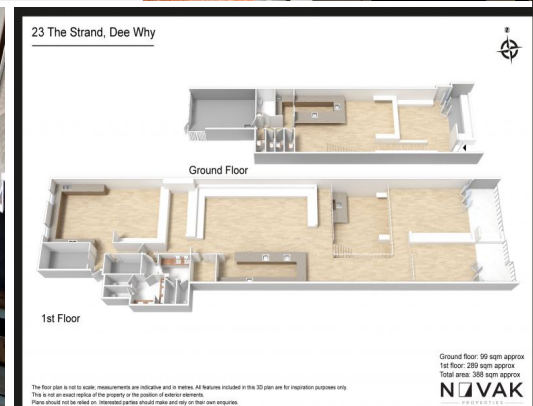 23 The Strand, Dee Why
N
Ground Floor
1st Floor
Ground floor: 99 sqm approx
1st floor: 289 sqm approx
Total area: 388 sqm approx
The floor plan is not to scale; measurements are indicative and in metres. All features included in this 3D plan are for inspiration purposes only.
This is not an exact replica of the property or the position of exterior elements.
Plans should not be relied on. Interested parties should make and rely on their own enquiries.
NOVAK
PROPERTIES